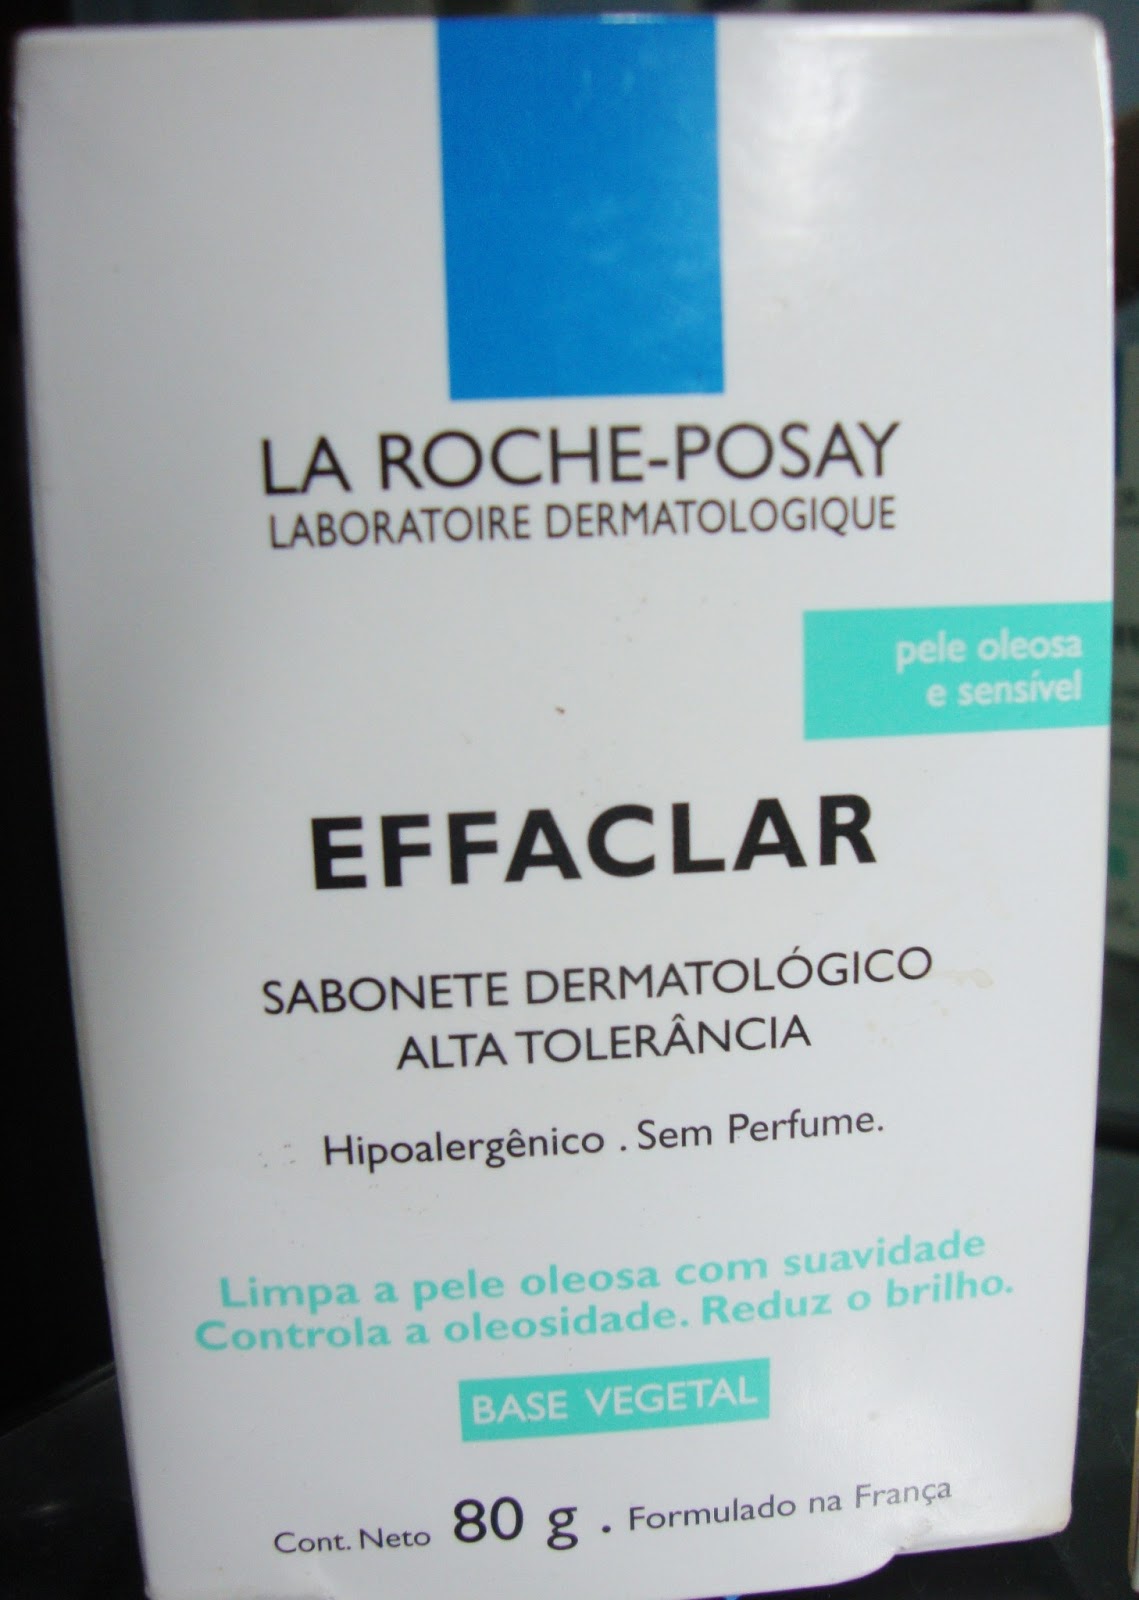 LA ROCHE-POSAY
LABORATOIRE DERMATOLOGIQUE
pele oleosa
e sensível
EFFACLAR
SABONETE DERMATOLÓGICO
ALTA TOLERÂNCIA
Hipoalergênico . Sem Perfume.
Limpa a pele oleosa com suavidade
Controla a oleosidade. Reduz o brilho.
BASE VEGETAL
Cont. Neto 80 g . Formulado na França